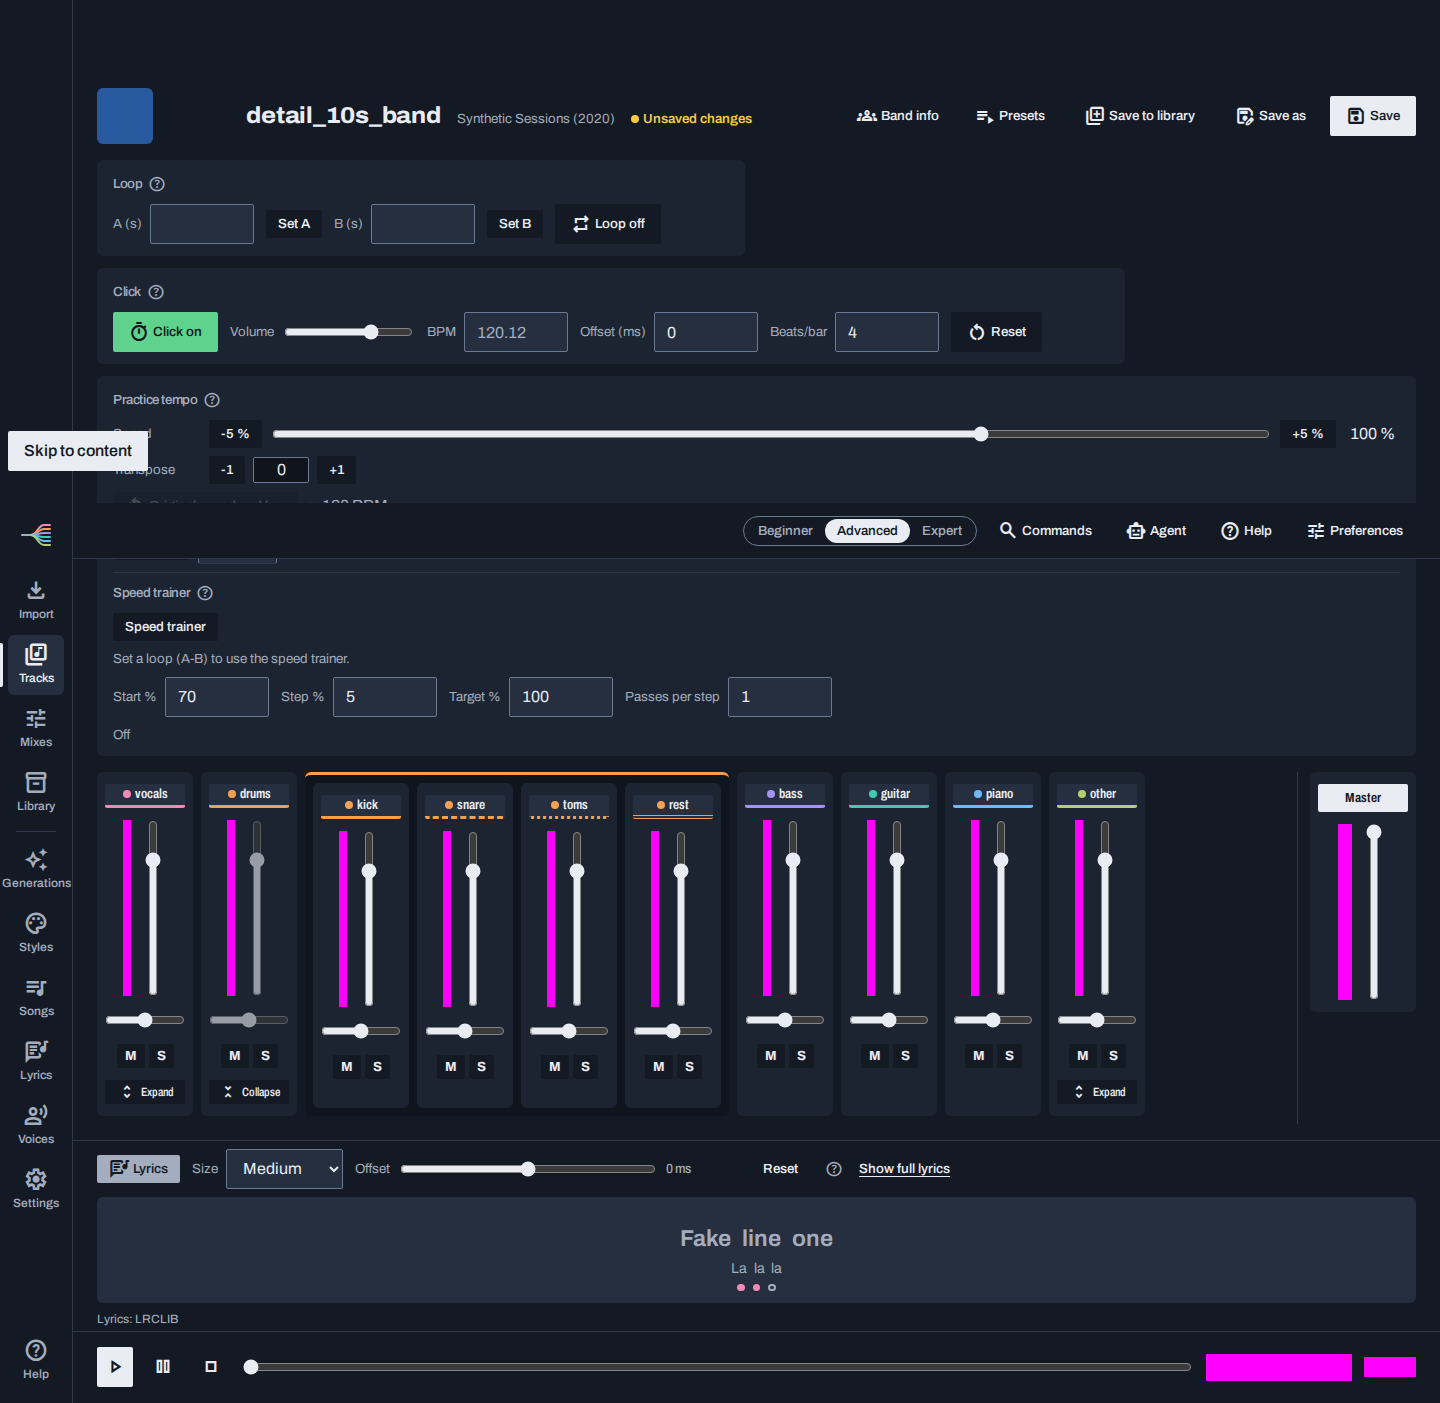 detail_10s_band
Synthetic Sessions (2020)
Unsaved changes
Band info
Presets
Save to library
Save as
Save
Loop
A (s)
Set A
B (s)
Set B
Loop off
Click
Click on
Volume
BPM
120.12
Offset (ms)
0
Beats/bar
4
Reset
Practice tempo
-5 %
+5 %
100 %
Skip to content
-1
0
+1
Beginner
Advanced
Expert
Commands
Agent
Help
Preferences
Import
Tracks
Mixes
Library
Generations
Styles
Songs
Lyrics
Voices
Settings
Help
Speed trainer
Speed trainer
Set a loop (A-B) to use the speed trainer.
Start %
70
Step %
5
Target %
100
Passes per step
1
Off
vocals
drums
kick
snare
toms
rest
bass
guitar
piano
other
Master
M S
M S
M S
M S
M S
M S
M S
M S
M S
M S
Expand
Collapse
Expand
Lyrics
Size
Medium
Offset
0 ms
Reset
Show full lyrics
Fake line one
La la la
Lyrics: LRCLIB